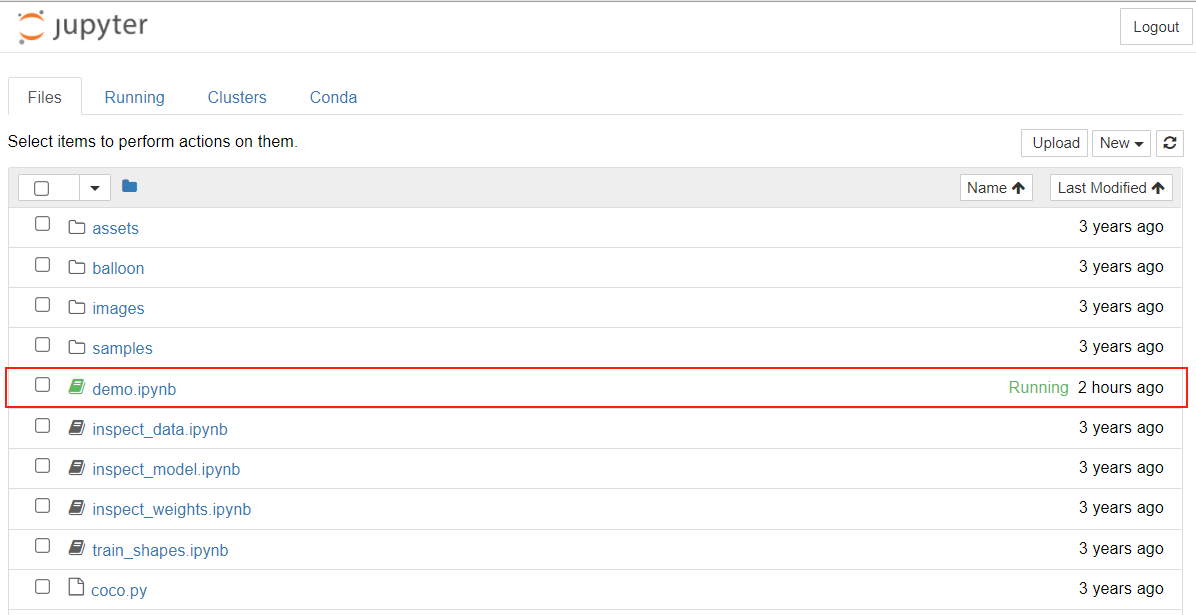 jupyter
Logout
Files Running Clusters Conda
Select items to perform actions on them.
Upload New
Name Last Modified
assets 3 years ago
balloon 3 years ago
images 3 years ago
samples 3 years ago
demo.ipynb Running 2 hours ago
inspect_data.ipynb 3 years ago
inspect_model.ipynb 3 years ago
inspect_weights.ipynb 3 years ago
train_shapes.ipynb 3 years ago
coco.py 3 years ago